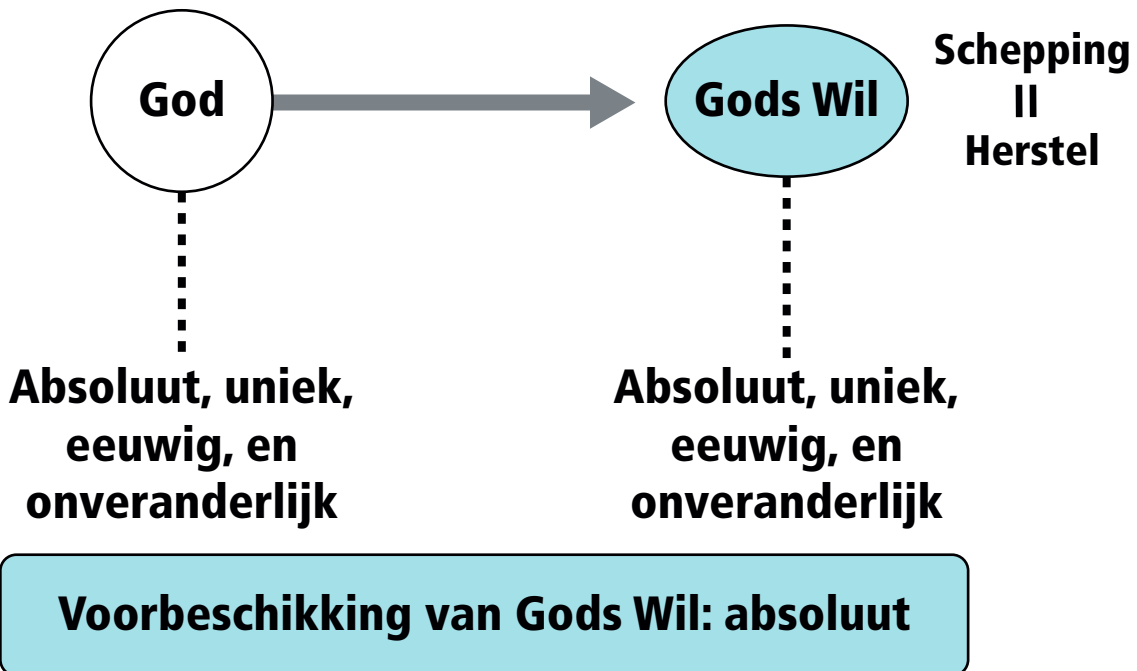 God
Gods Wil
Schepping
II
Herstel
Absoluut, uniek,
eeuwig, en
onveranderlijk
Absoluut, uniek,
eeuwig, en
onveranderlijk
Voorbeschikking van Gods Wil: absoluut